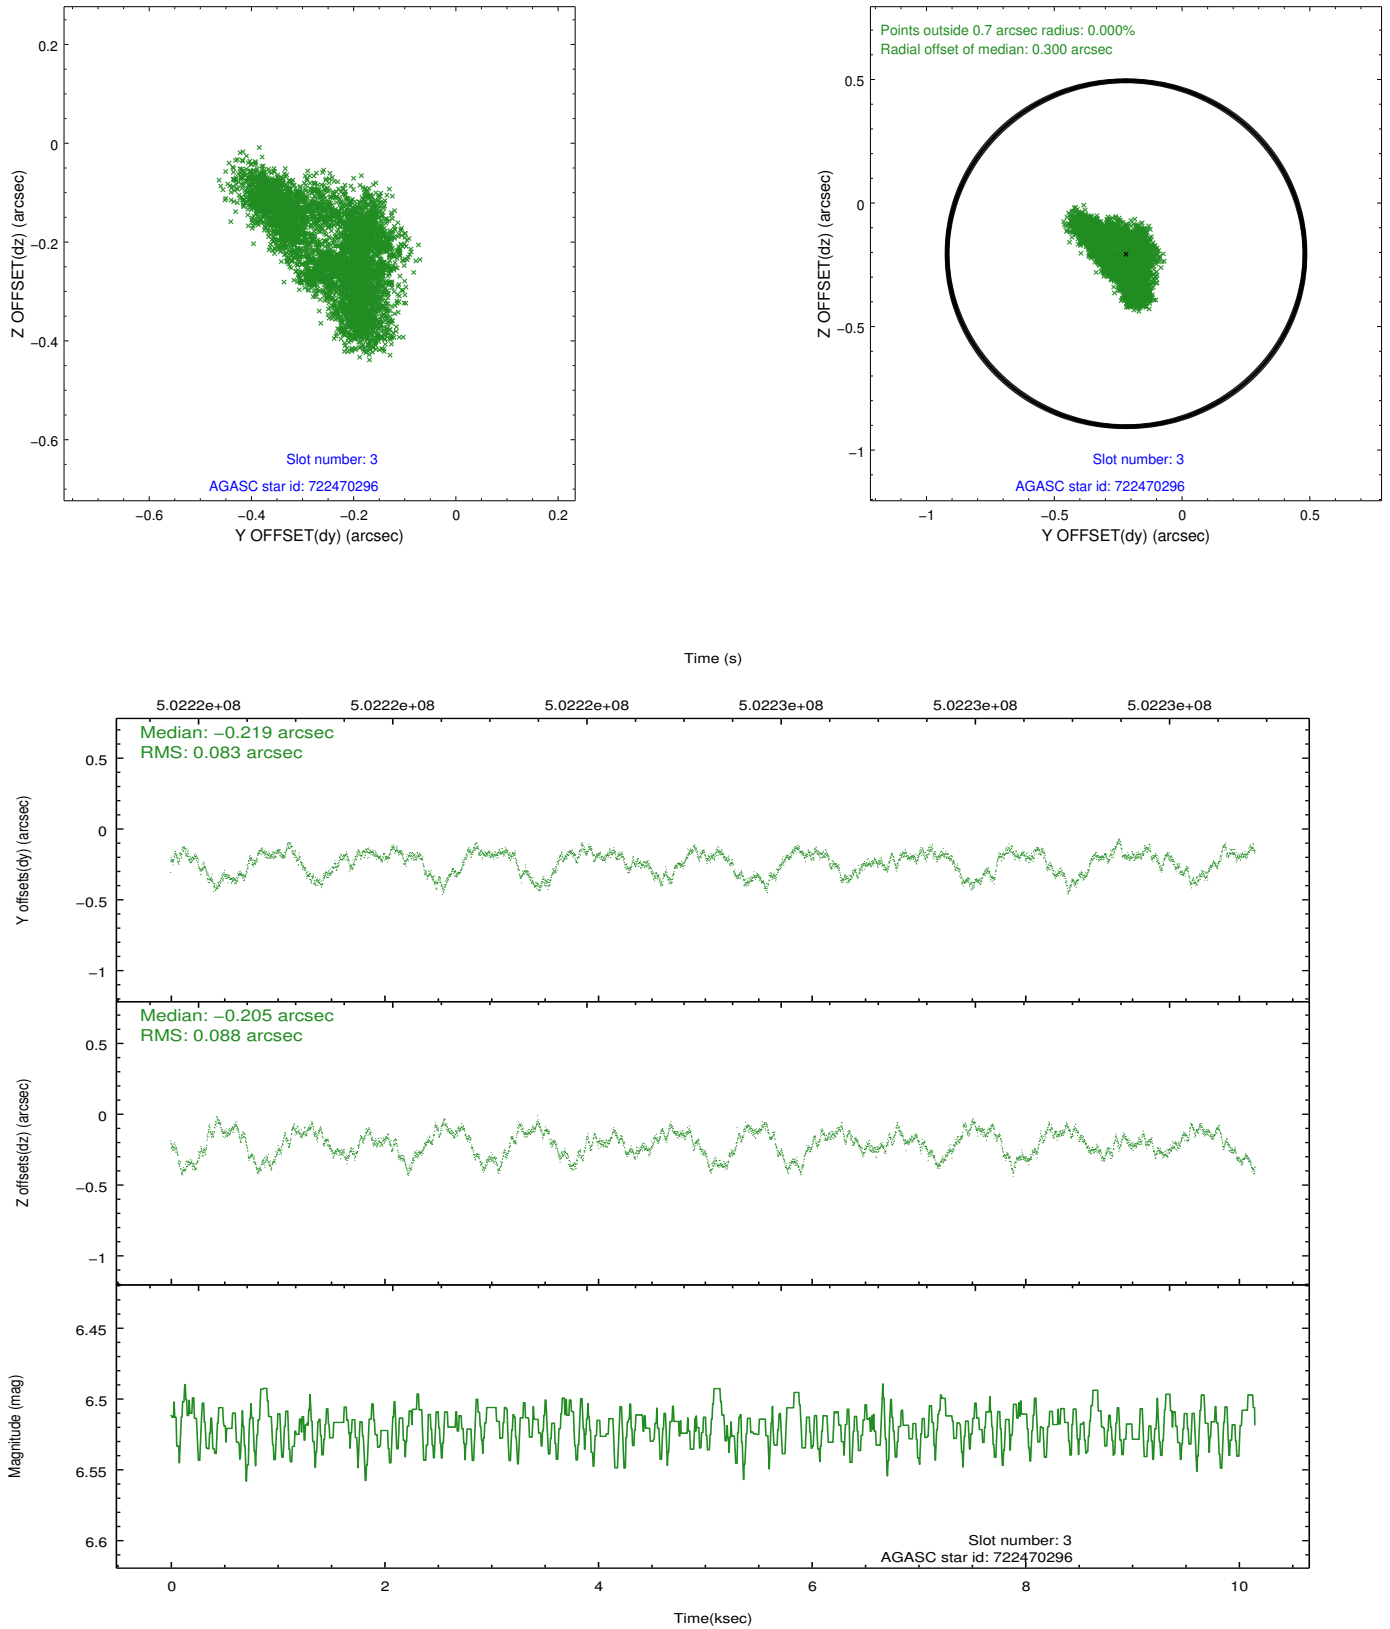 0.2
0
−0.2
−0.4
−0.6
Z OFFSET(dz) (arcsec)
Slot number: 3
AGASC star id: 722470296
−0.6
−0.4
−0.2
0
0.2
Y OFFSET(dy) (arcsec)
Points outside 0.7 arcsec radius: 0.000%
Radial offset of median: 0.300 arcsec
0.5
0
−0.5
−1
Z OFFSET(dz) (arcsec)
Slot number: 3
AGASC star id: 722470296
−1
−0.5
0
0.5
Y OFFSET(dy) (arcsec)
Time (s)
5.0222e+08
5.0222e+08
5.0222e+08
5.0223e+08
5.0223e+08
5.0223e+08
Median: −0.219 arcsec
RMS: 0.083 arcsec
0.5
0
−0.5
−1
Y offsets(dy) (arcsec)
Median: −0.205 arcsec
RMS: 0.088 arcsec
0.5
0
−0.5
−1
Z offsets(dz) (arcsec)
6.45
6.5
6.55
6.6
Magnitude (mag)
Slot number: 3
AGASC star id: 722470296
0
2
4
6
8
10
Time(ksec)